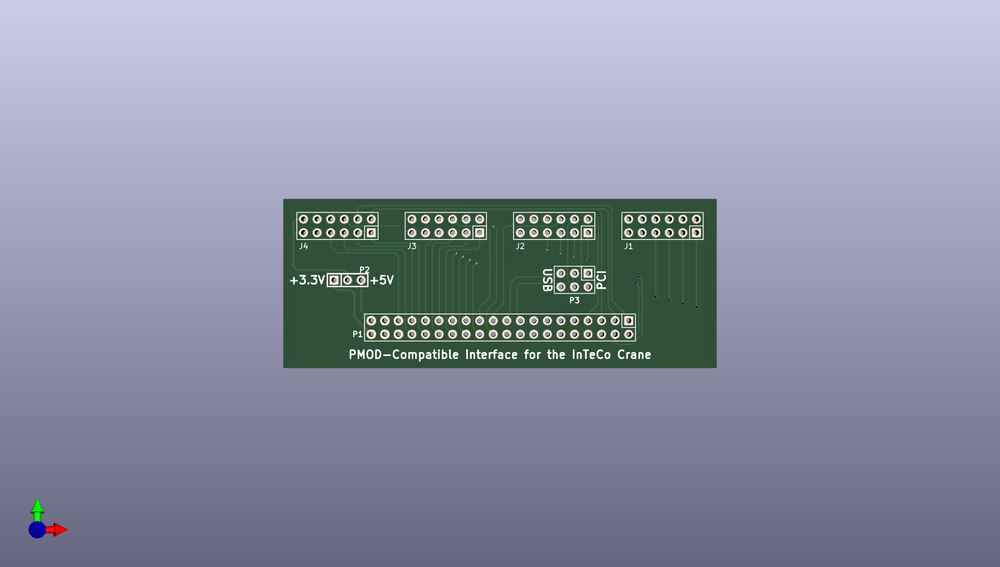 J4
J3
J2
J1
+3.3V
P2
+5V
USB
PCI
P3
P1
PMOD-Compatible Interface for the InTeCo Crane